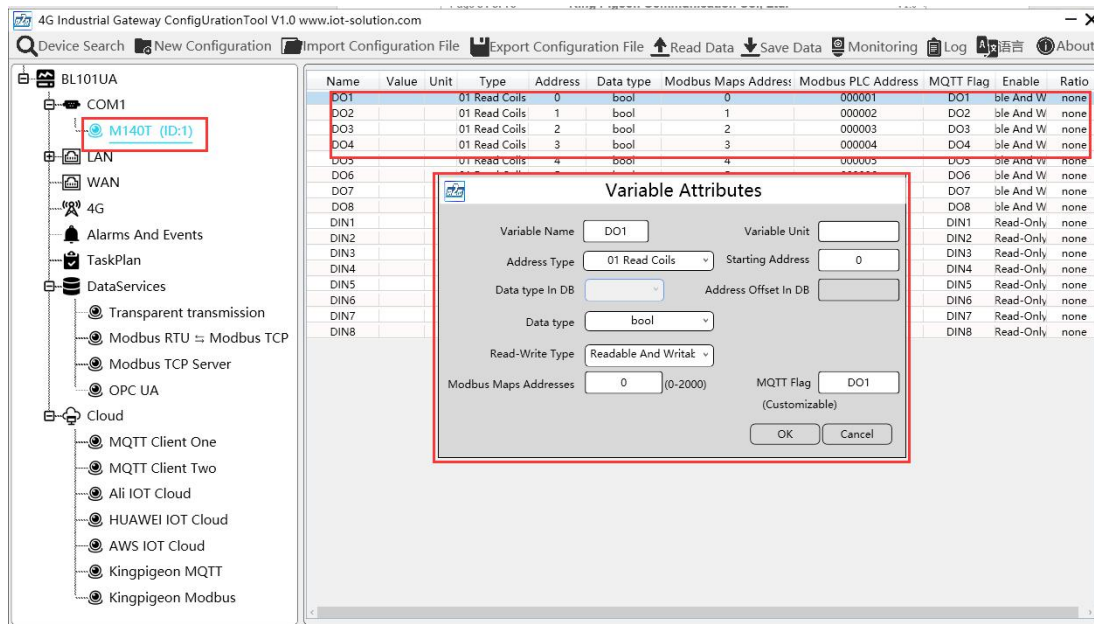 4G Industrial Gateway ConfigUrationTool V1.0 www.iot-solution.com
Device Search New Configuration Import Configuration File Export Configuration File Read Data Save Data Monitoring Log 语言 About
BL101UA
COM1
M140T (ID:1)
LAN
WAN
4G
Alarms And Events
TaskPlan
DataServices
Transparent transmission
Modbus RTU ⇆ Modbus TCP
Modbus TCP Server
OPC UA
Cloud
MQTT Client One
MQTT Client Two
Ali IOT Cloud
HUAWEI IOT Cloud
AWS IOT Cloud
Kingpigeon MQTT
Kingpigeon Modbus
Name Value Unit Type Address Data type Modbus Maps Address Modbus PLC Address MQTT Flag Enable Ratio
DO1 01 Read Coils 0 bool 0 000001 DO1 ble And W none
DO2 01 Read Coils 1 bool 1 000002 DO2 ble And W none
DO3 01 Read Coils 2 bool 2 000003 DO3 ble And W none
DO4 01 Read Coils 3 bool 3 000004 DO4 ble And W none
DO5 01 Read Coils 4 bool 4 000005 DO5 ble And W none
DO6 DO6 ble And W none
DO7 DO7 ble And W none
DO8 DO8 ble And W none
DIN1 DIN1 Read-Only none
DIN2 DIN2 Read-Only none
DIN3 DIN3 Read-Only none
DIN4 DIN4 Read-Only none
DIN5 DIN5 Read-Only none
DIN6 DIN6 Read-Only none
DIN7 DIN7 Read-Only none
DIN8 DIN8 Read-Only none
Variable Attributes
Variable Name DO1 Variable Unit
Address Type 01 Read Coils Starting Address 0
Data type In DB Address Offset In DB
Data type bool
Read-Write Type Readable And Writab
Modbus Maps Addresses 0 (0-2000) MQTT Flag DO1
(Customizable)
OK Cancel